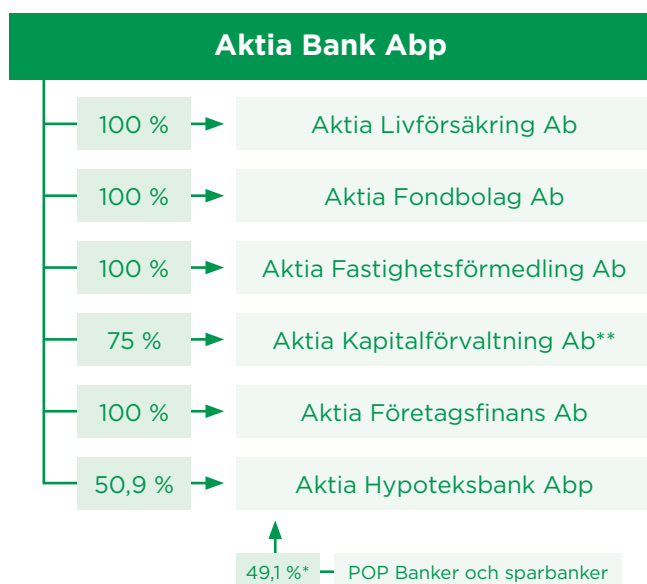 Aktia Bank Abp
100 % Aktia Livförsäkring Ab
100 % Aktia Fondbolag Ab
100 % Aktia Fastighetsförmedling Ab
75 % Aktia Kapitalförvaltning Ab**
100 % Aktia Företagsfinans Ab
50,9 % Aktia Hypoteksbank Abp
49,1 %* POP Banker och sparbanker